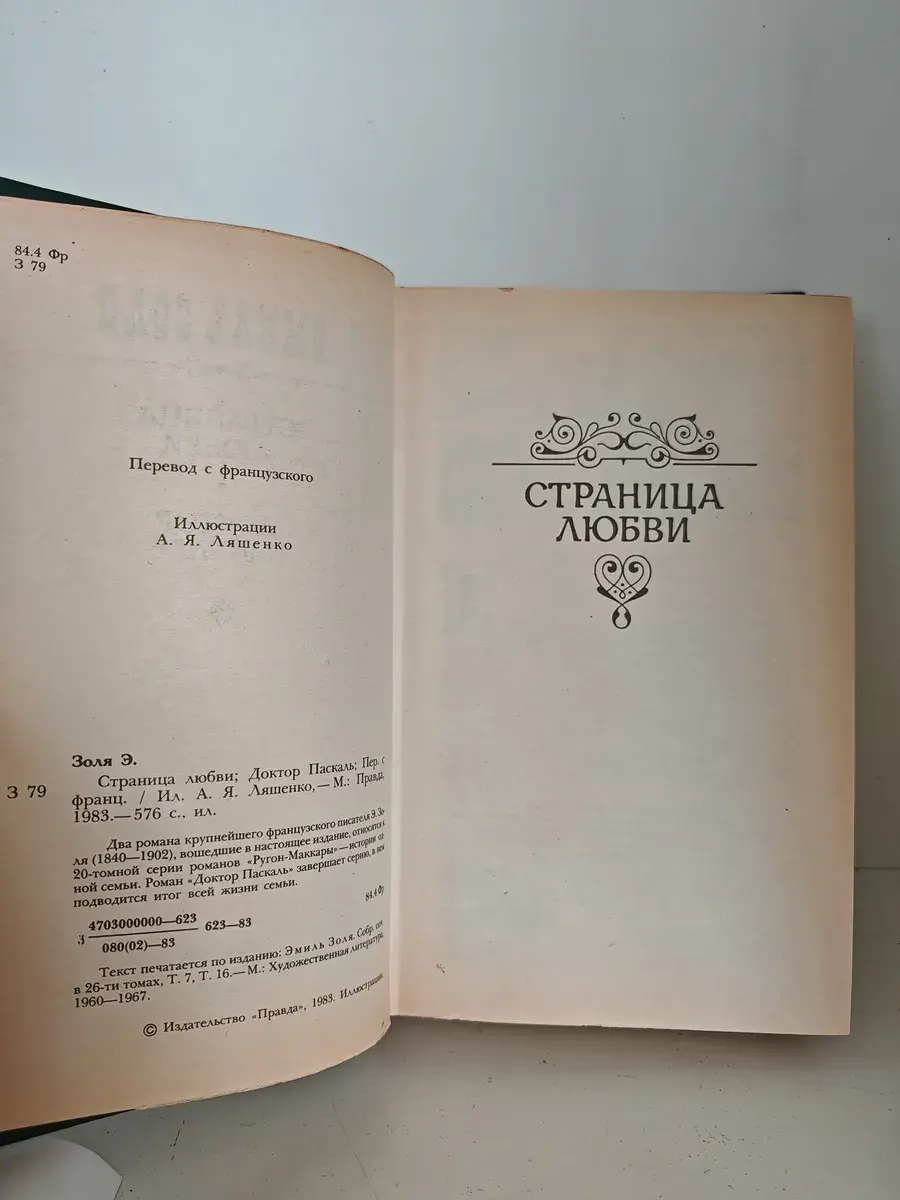 84.4 Фр
З 79
Перевод с французского
Иллюстрации
А. Я. Ляшенко
Золя Э.
З 79
Страница любви; Доктор Паскаль; Пер. с
франц. / Ил. А. Я. Ляшенко, — М.: Правда,
1983.—576 с., ил.
Два романа крупнейшего французского писателя Э. Зо-
ля (1840—1902), вошедшие в настоящее издание, относятся к
20-томной серии романов «Ругон-Маккары»—истории од-
ной семьи. Роман «Доктор Паскаль» завершает серию, в нем
подводится итог всей жизни семьи.
84.4 Фр
З 4703000000—623 623—83
080(02)—83
Текст печатается по изданию: Эмиль Золя. Собр. соч.
в 26-ти томах, Т. 7, Т. 16.—М.: Художественная литература,
1960—1967.
© Издательство «Правда», 1983. Иллюстрации.
СТРАНИЦА
ЛЮБВИ